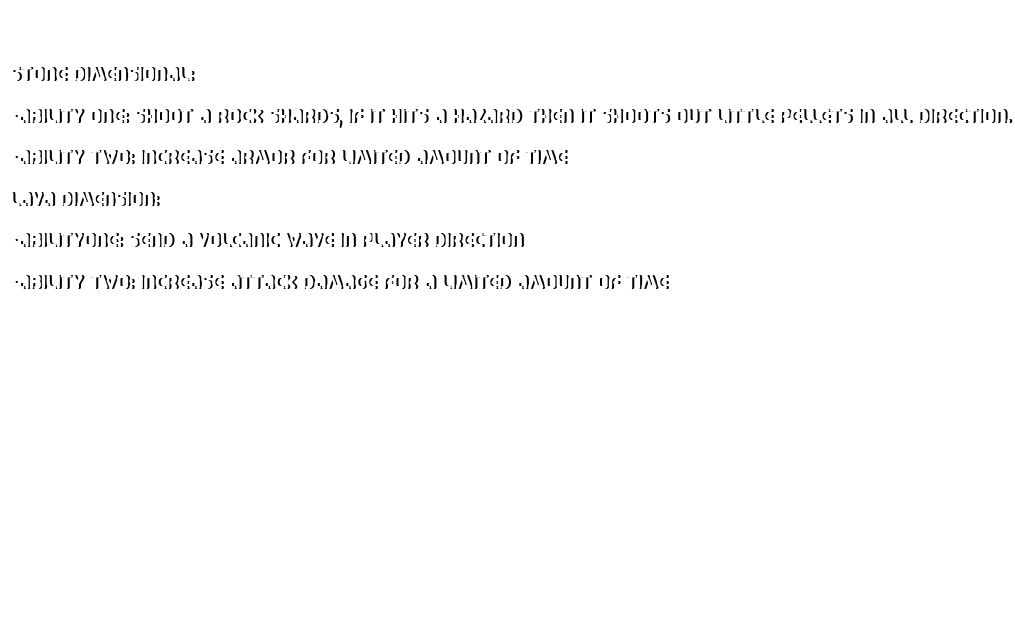 STONE DIMENSIONAL:
-ABILITY ONE: SHOOT A ROCK SHARDS, IF IT HITS A HAZARD THEN IT SHOOTS OUT LITTLE PELLETS IN ALL DIRECTION.
-ABILITY TWO: INCREASE ARMOR FOR LIMITED AMOUNT OF TIME
LAVA DIMENSION:
-ABILITYONE: SEND A VOLCANIC WAVE IN PLAYER DIRECTION
-ABILITY TWO: INCREASE ATTACK DAMAGE FOR A LIMITED AMOUNT OF TIME